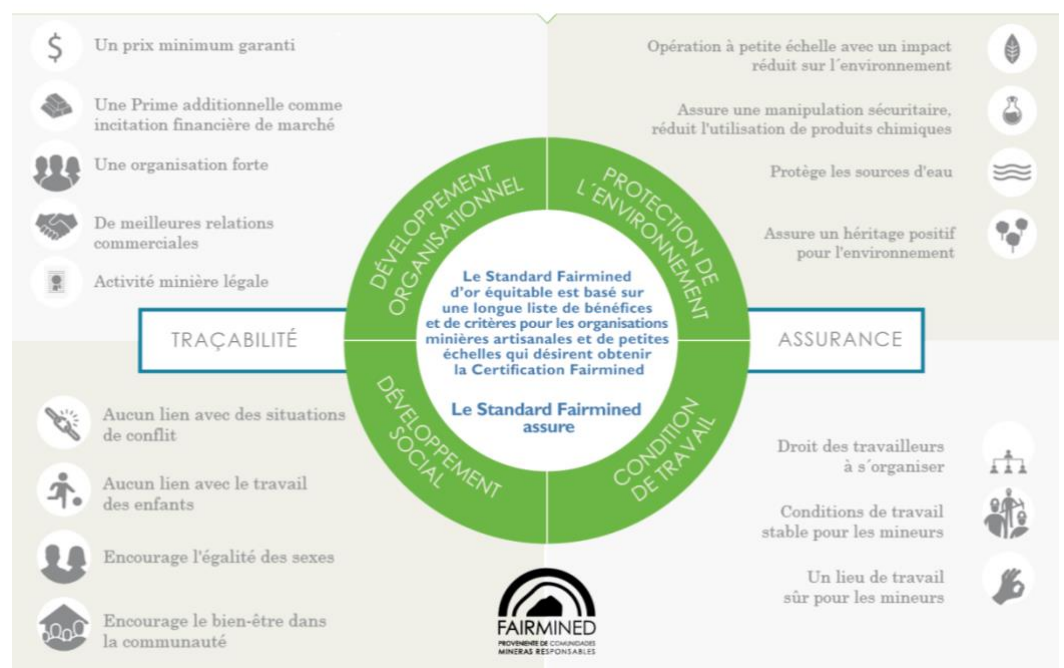 Un prix minimum garanti
Une Prime additionnelle comme
incitation financière de marché
Une organisation forte
De meilleures relations
commerciales
Activité minière légale
Opération à petite échelle avec un impact
réduit sur l´environnement
Assure une manipulation sécuritaire,
réduit l'utilisation de produits chimiques
Protège les sources d'eau
Assure un héritage positif
pour l'environnement
DÉVELOPPEMENT
ORGANISATIONNEL
PROTECTION DE
L´ENVIRONNEMENT
Le Standard Fairmined
d'or équitable est basé sur
une longue liste de bénéfices
et de critères pour les organisations
minières artisanales et de petites
échelles qui désirent obtenir
la Certification Fairmined
Le Standard Fairmined
assure
TRAÇABILITÉ
ASSURANCE
DÉVELOPPEMENT
SOCIAL
CONDITION
DE TRAVAIL
Aucun lien avec des situations
de conflit
Aucun lien avec le travail
des enfants
Encourage l'égalité des sexes
Encourage le bien-être dans
la communauté
Droit des travailleurs
à s´organiser
Conditions de travail
stable pour les mineurs
Un lieu de travail
sûr pour les mineurs
FAIRMINED
PROVENIENTE DE COMUNIDADES
MINERAS RESPONSABLES